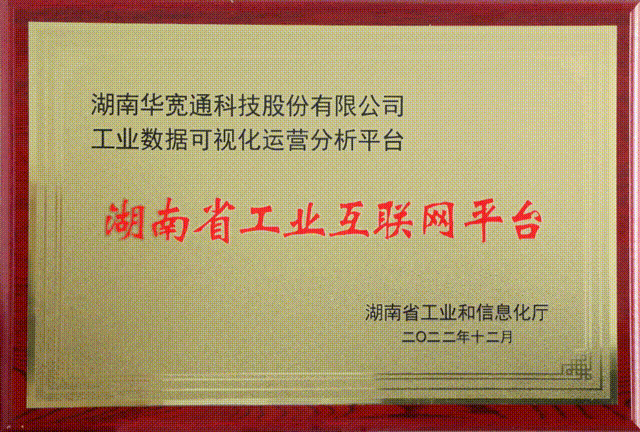 湖南华宽通科技股份有限公司
工业数据可视化运营分析平台
湖南省工业互联网平台
湖南省工业和信息化厅
二〇二二年十二月